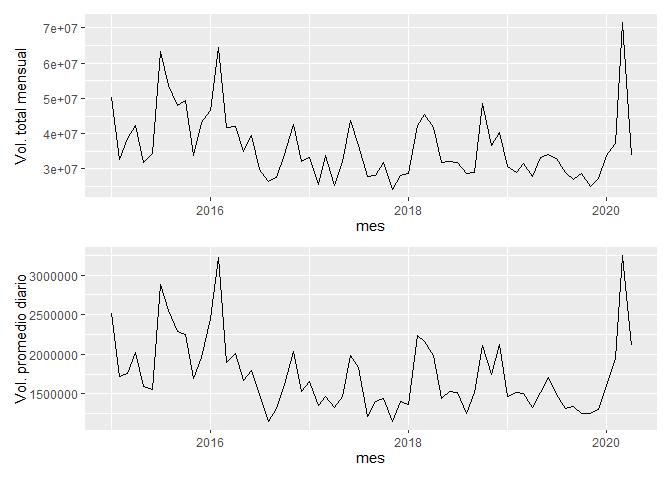 Vol. total mensual
7e+07
6e+07
5e+07
4e+07
3e+07
2016
2018
2020
mes
Vol. promedio diario
3000000
2500000
2000000
1500000
2016
2018
2020
mes